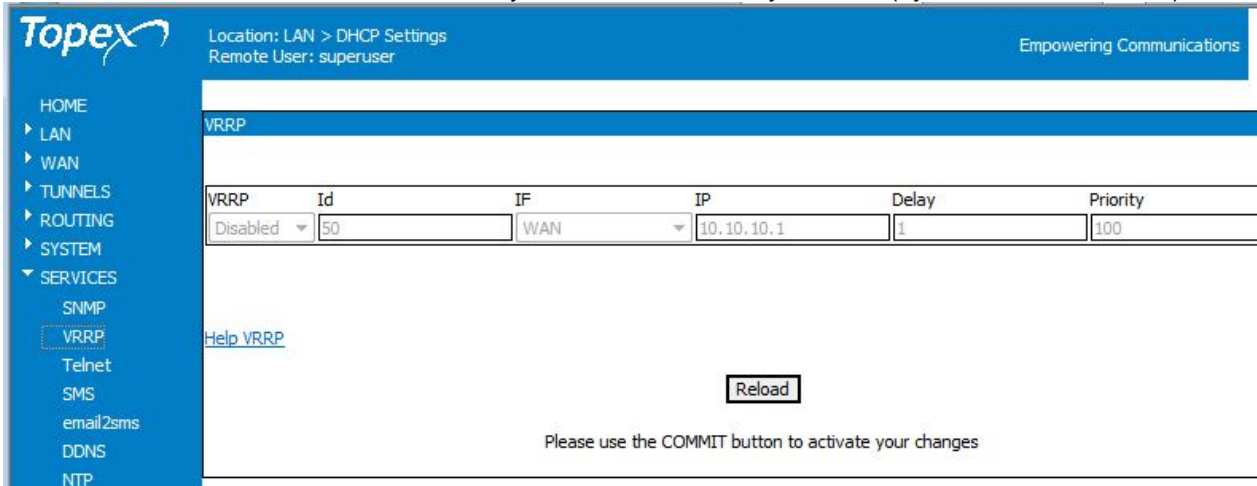 Topex
Location: LAN > DHCP Settings
Remote User: superuser
Empowering Communications
HOME
LAN
WAN
TUNNELS
ROUTING
SYSTEM
SERVICES
SNMP
VRRP
Telnet
SMS
email2sms
DDNS
NTP
VRRP
VRRP Id IF IP Delay Priority
Disabled 50 WAN 10.10.10.1 1 100
Help VRRP
Reload
Please use the COMMIT button to activate your changes